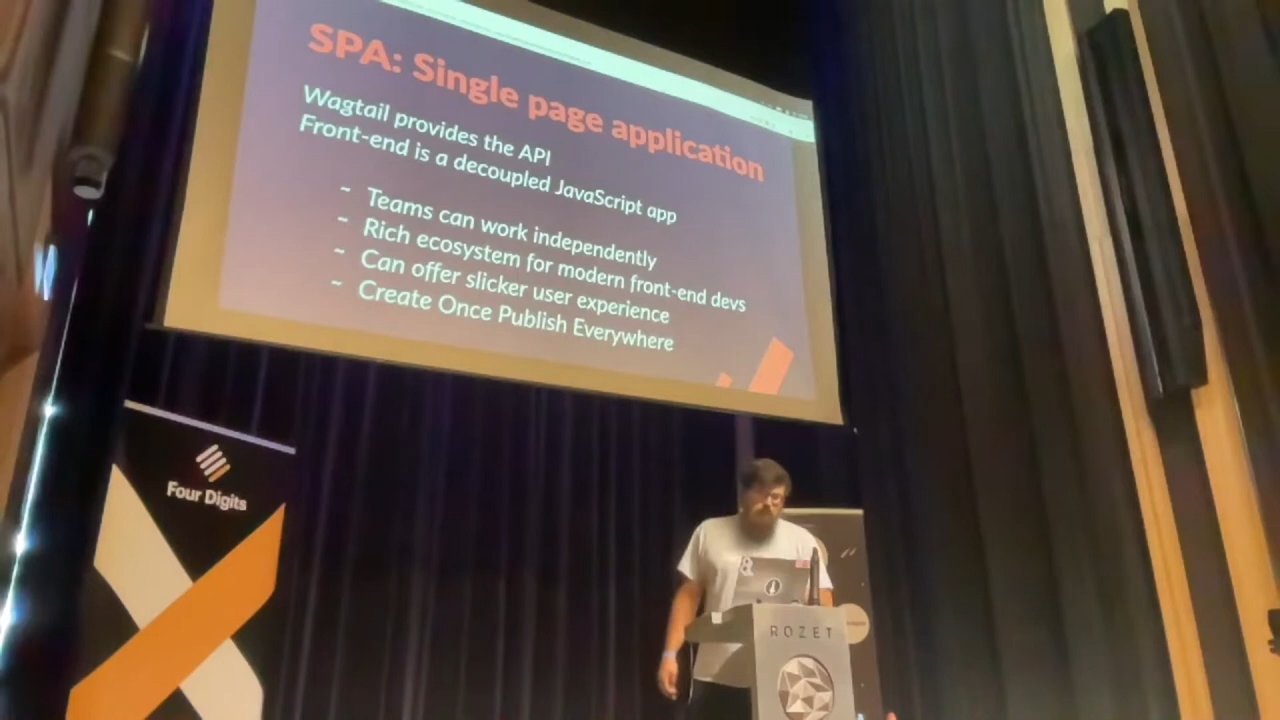 SPA: Single page application
Wagtail provides the API
Front-end is a decoupled JavaScript app
- Teams can work independently
- Rich ecosystem for modern front-end devs
- Can offer slicker user experience
- Create Once Publish Everywhere
Four Digits
ROZET